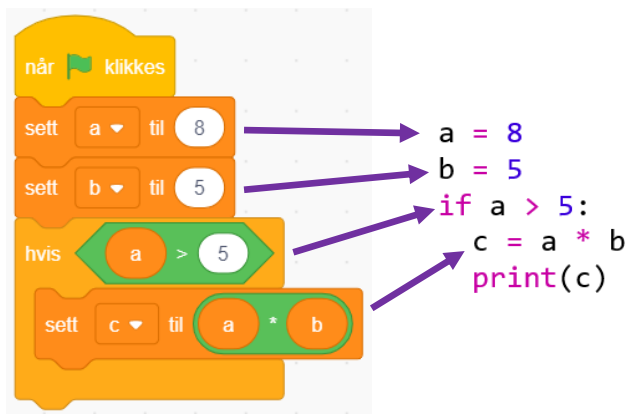 når klikkes
sett a til 8
sett b til 5
hvis a > 5
sett c til a * b
a = 8
b = 5
if a > 5:
c = a * b
print(c)